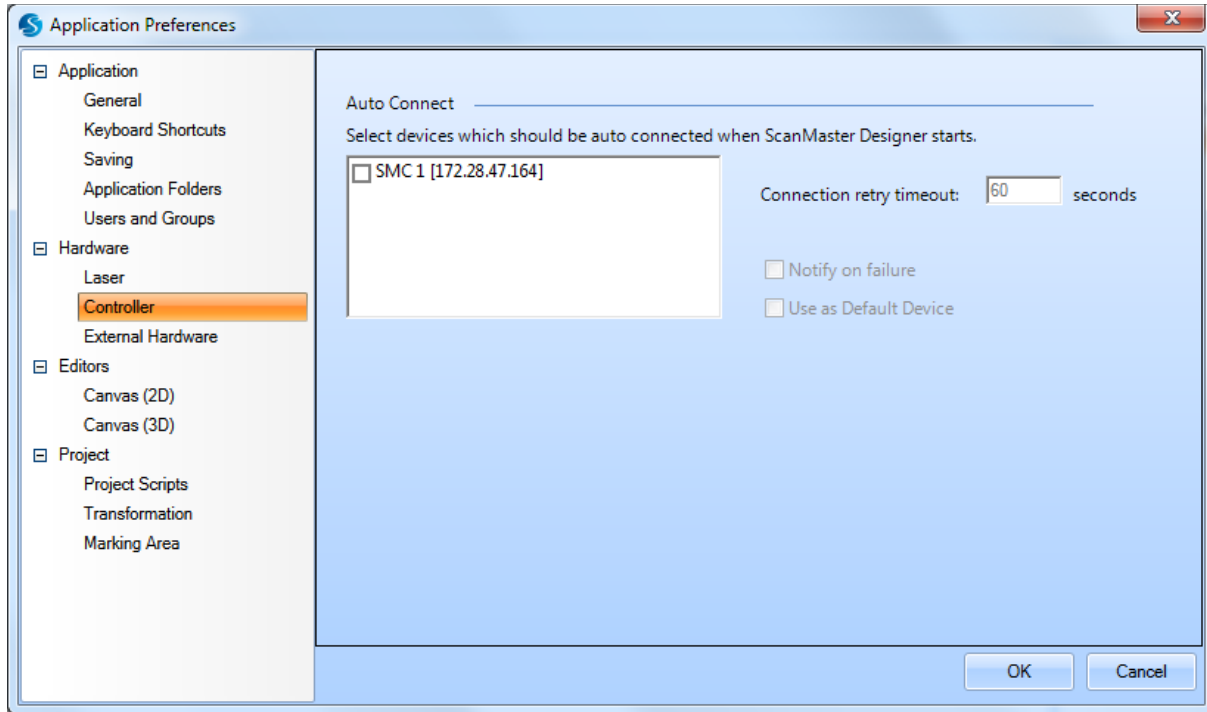 Application Preferences
Application
General
Keyboard Shortcuts
Saving
Application Folders
Users and Groups
Hardware
Laser
Controller
External Hardware
Editors
Canvas (2D)
Canvas (3D)
Project
Project Scripts
Transformation
Marking Area
Auto Connect
Select devices which should be auto connected when ScanMaster Designer starts.
SMC 1 [172.28.47.164]
Connection retry timeout: 60 seconds
Notify on failure
Use as Default Device
OK Cancel